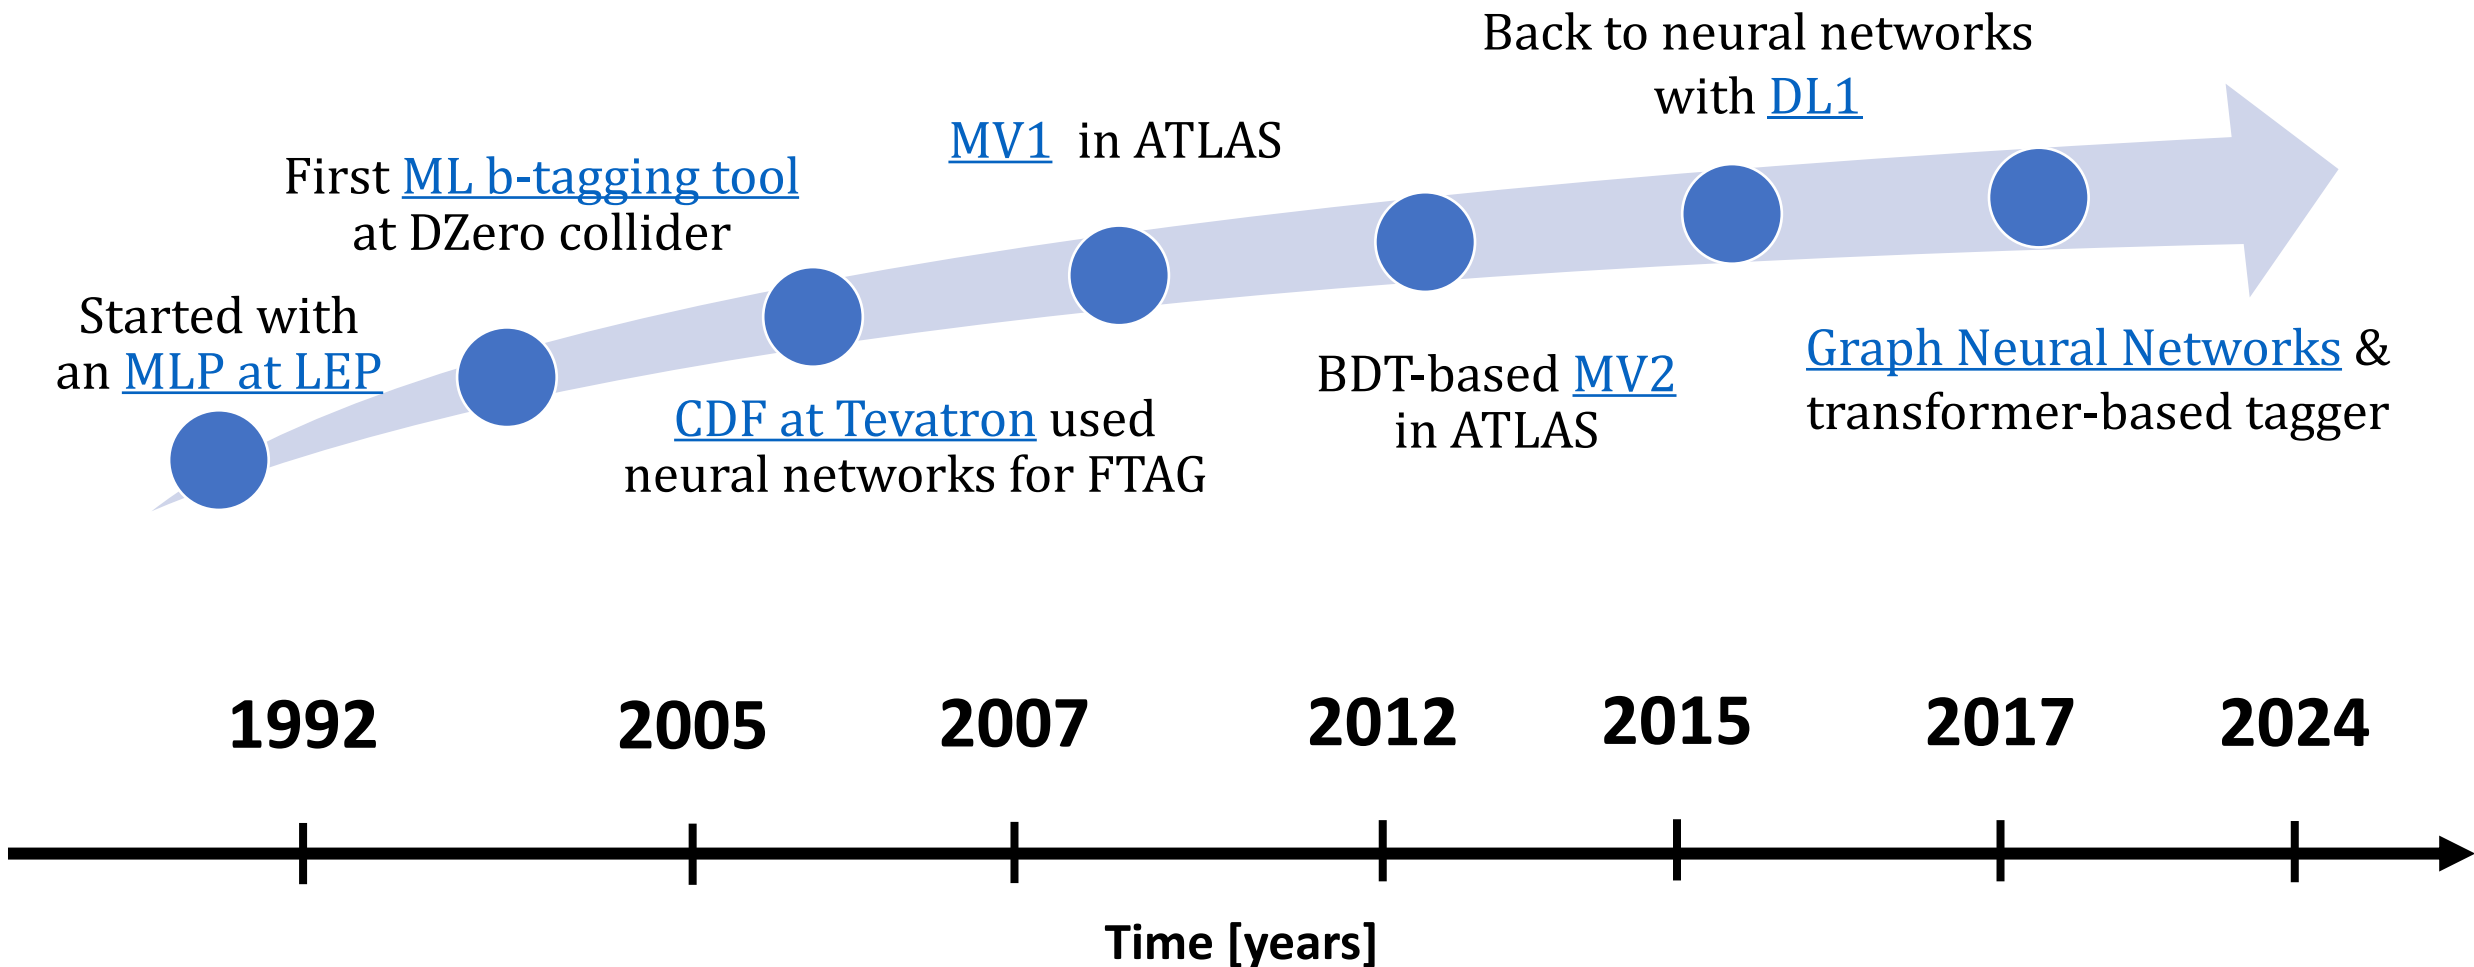 Back to neural networks
with DL1
MV1 in ATLAS
First ML b-tagging tool
at DZero collider
Started with
an MLP at LEP
CDF at Tevatron used
neural networks for FTAG
BDT-based MV2
in ATLAS
Graph Neural Networks &
transformer-based tagger
1992 2005 2007 2012 2015 2017 2024
Time [years]